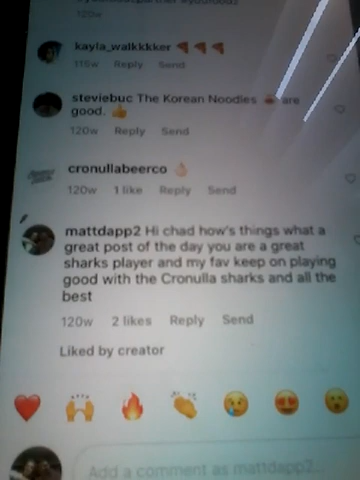 120w
kayla_walkkkker 🍕🍕🍕
115w Reply Send
steviebuc The Korean Noodles 🍜 are
good. 👍
120w Reply Send
cronullabeerco 👌
120w 1 like Reply Send
mattdapp2 Hi chad how's things what a
great post of the day you are a great
sharks player and my fav keep on playing
good with the Cronulla sharks and all the
best
120w 2 likes Reply Send
Liked by creator
Add a comment as mattdapp2...